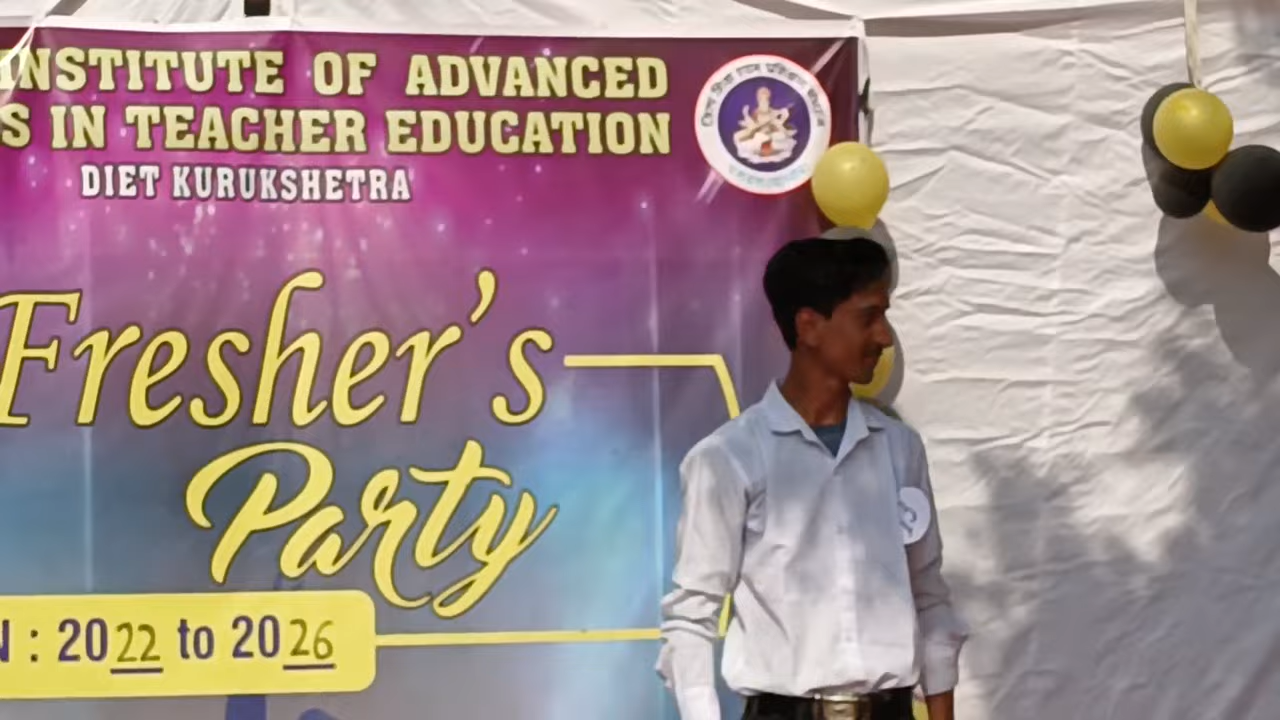 INSTITUTE OF ADVANCED
S IN TEACHER EDUCATION
DIET KURUKSHETRA
Fresher's
Party
N : 2022 to 2026